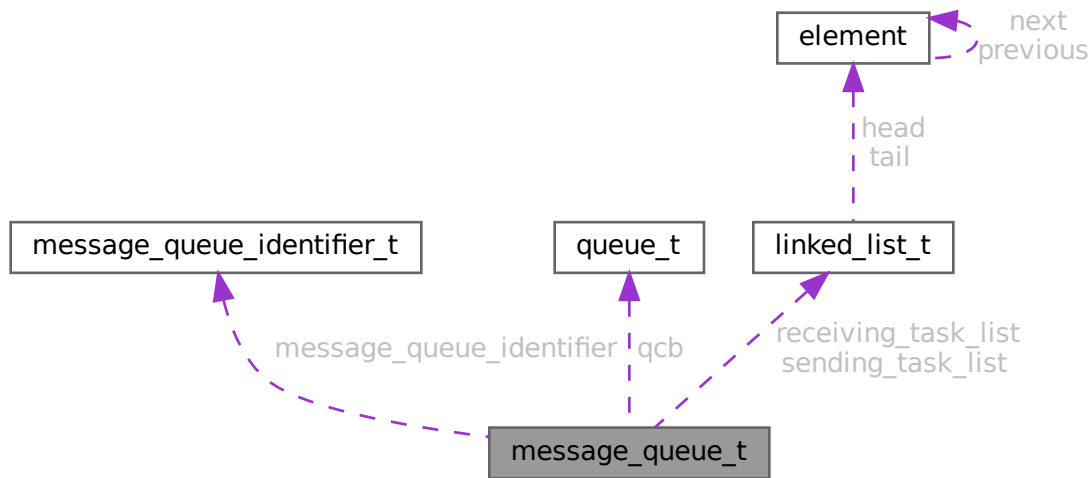 next
previous
element
head
tail
message_queue_identifier_t
queue_t
linked_list_t
message_queue_identifier
qcb
receiving_task_list
sending_task_list
message_queue_t